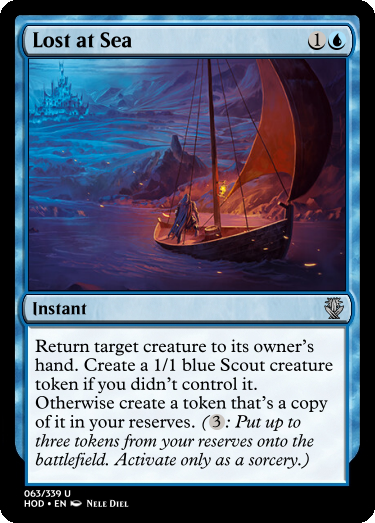 Lost at Sea 1
Instant
Return target creature to its owner's
hand. Create a 1/1 blue Scout creature
token if you didn't control it.
Otherwise create a token that's a copy
of it in your reserves. (3: Put up to
three tokens from your reserves onto the
battlefield. Activate only as a sorcery.)
063/339 U
HOD • EN NELE DIEL